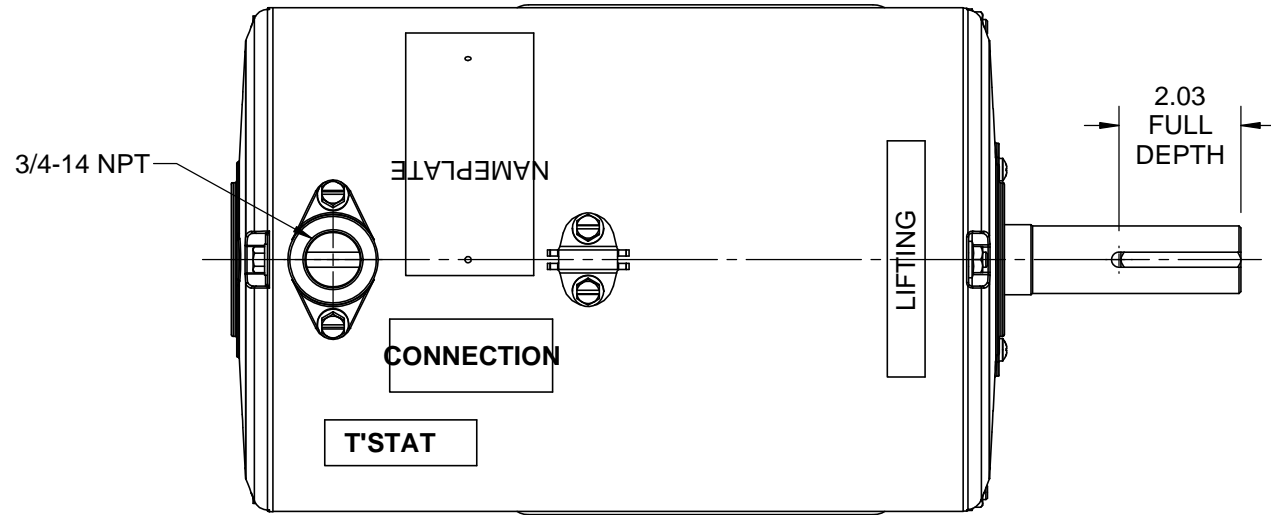 2.03
FULL
DEPTH
3/4-14 NPT
NAMEPLATE
LIFTING
CONNECTION
T'STAT